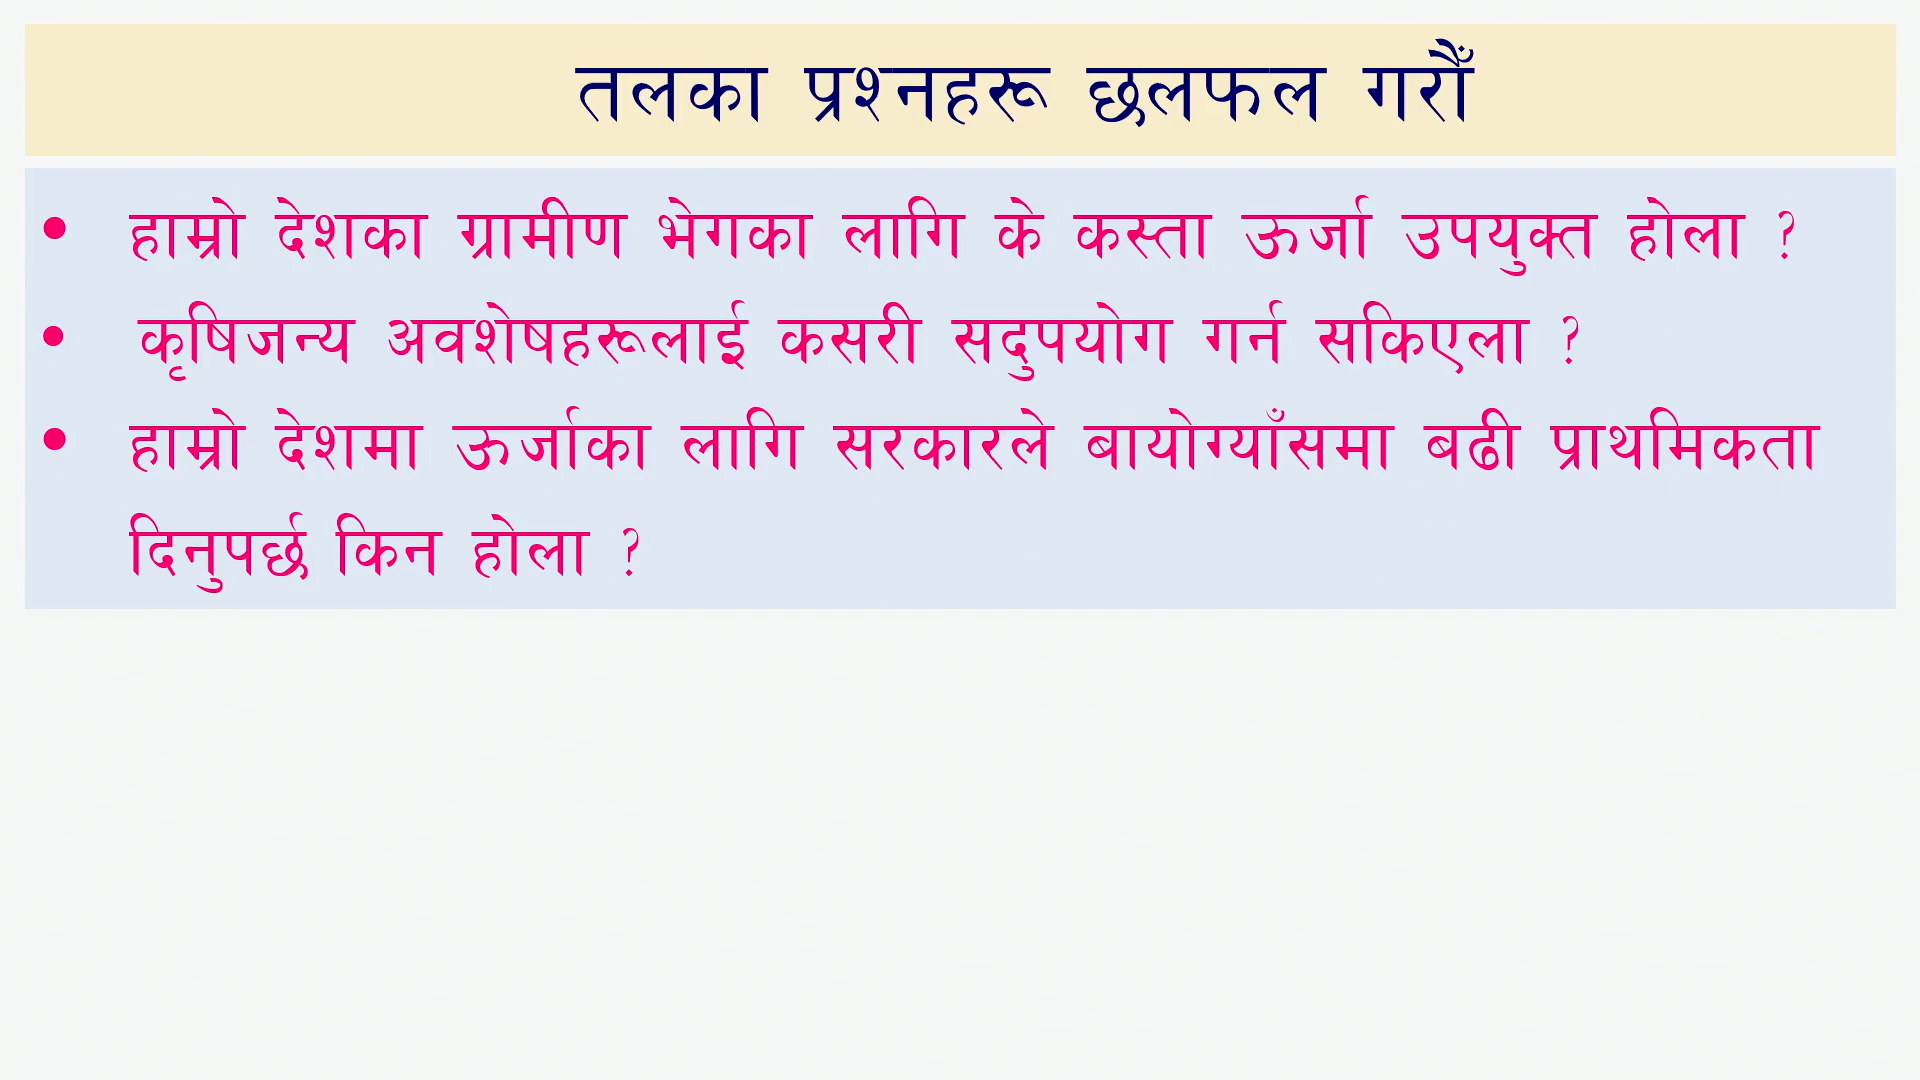 तलका प्रश्नहरू छलफल गरौँ
• हाम्रो देशका ग्रामीण भेगका लागि के कस्ता ऊर्जा उपयुक्त होला ?
• कृषिजन्य अवशेषहरूलाई कसरी सदुपयोग गर्न सकिएला ?
• हाम्रो देशमा ऊर्जाका लागि सरकारले बायोग्याँसमा बढी प्राथमिकता
दिनुपर्छ किन होला ?